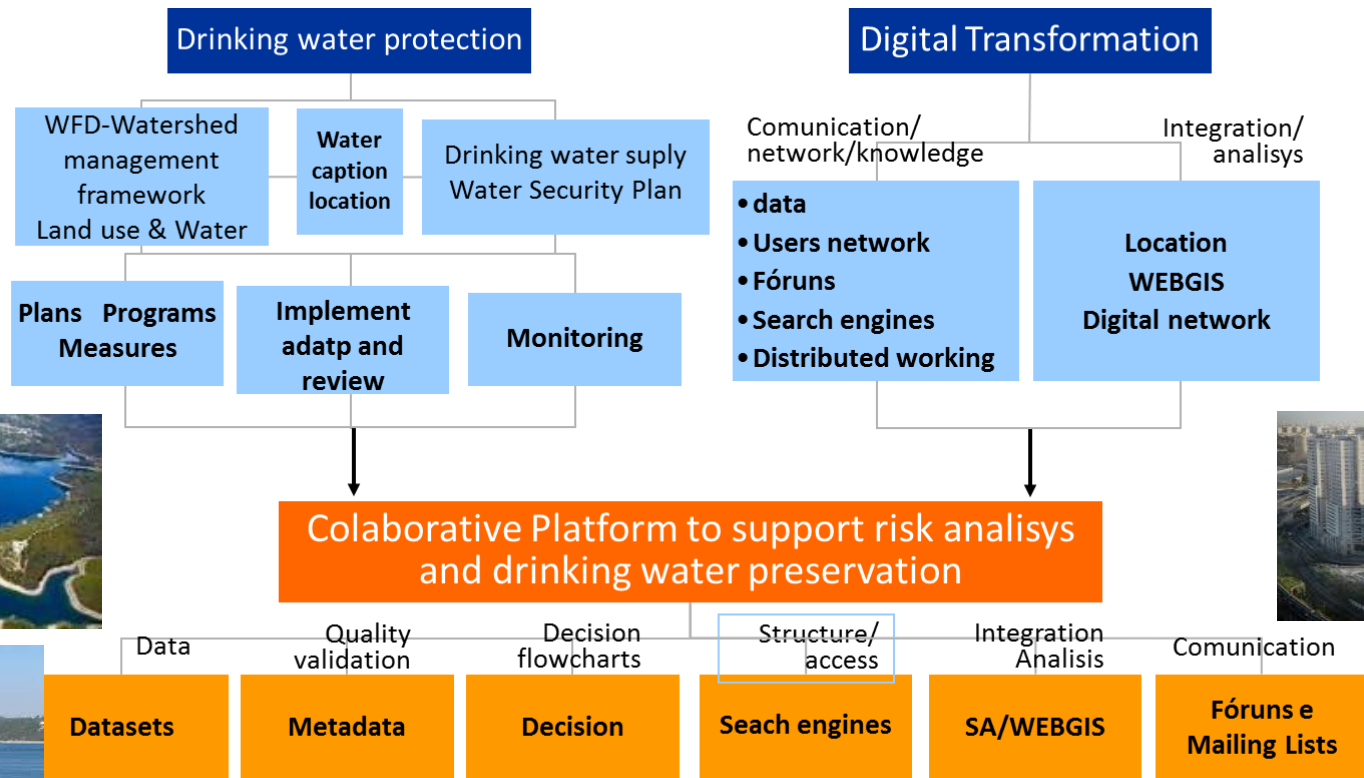 Drinking water protection
Digital Transformation
WFD-Watershed
management
framework
Land use & Water
Water
caption
location
Drinking water suply
Water Security Plan
Comunication/
network/knowledge
Integration/
analisys
• data
• Users network
• Fóruns
• Search engines
• Distributed working
Location
WEBGIS
Digital network
Plans Programs
Measures
Implement
adatp and
review
Monitoring
Colaborative Platform to support risk analisys
and drinking water preservation
Data
Quality
validation
Decision
flowcharts
Structure/
access
Integration
Analisis
Comunication
Datasets
Metadata
Decision
Seach engines
SA/WEBGIS
Fóruns e
Mailing Lists